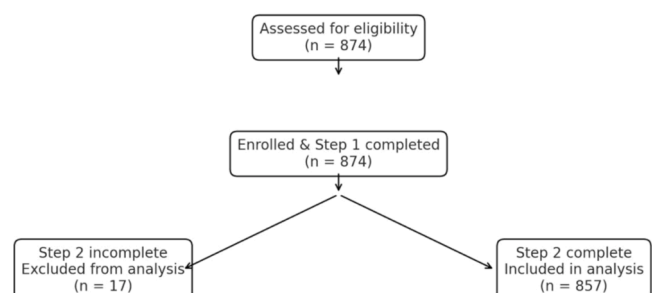 Assessed for eligibility
(n = 874)
Enrolled & Step 1 completed
(n = 874)
Step 2 incomplete
Excluded from analysis
(n = 17)
Step 2 complete
Included in analysis
(n = 857)